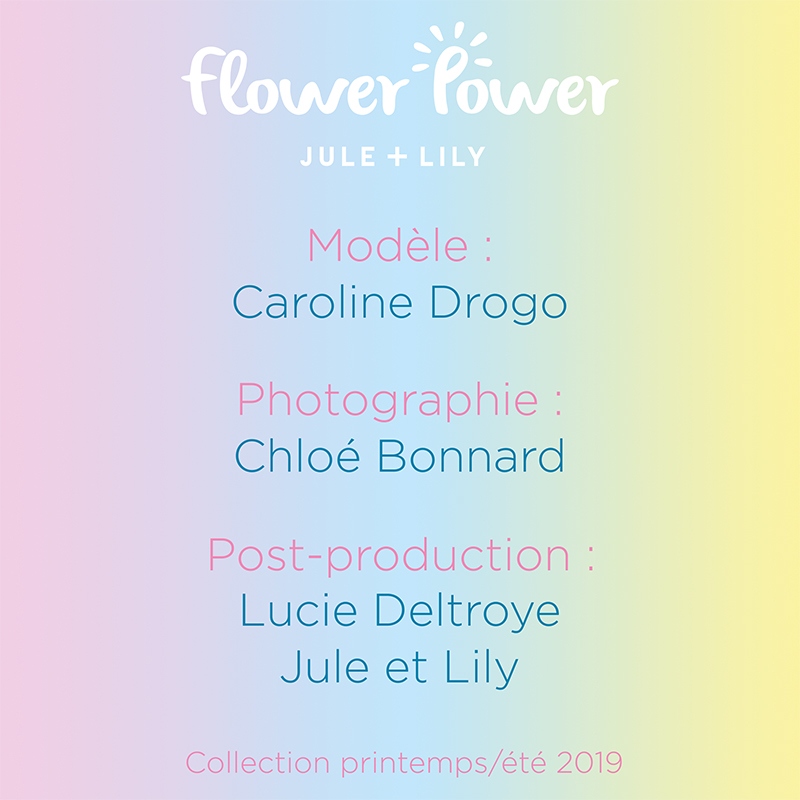 flower Power
JULE + LILY
Modèle :
Caroline Drogo
Photographie :
Chloé Bonnard
Post-production :
Lucie Deltroye
Jule et Lily
Collection printemps/été 2019